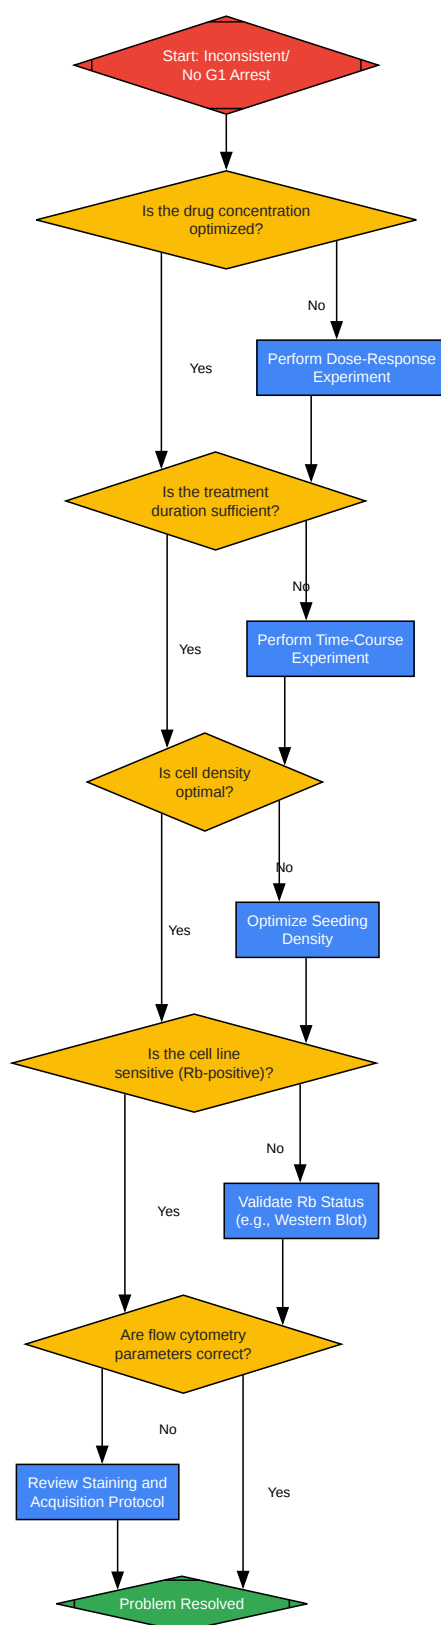 Start: Inconsistent/
No G1 Arrest
Is the drug concentration
optimized?
No
Perform Dose-Response
Experiment
Yes
Is the treatment
duration sufficient?
No
Perform Time-Course
Experiment
Yes
Is cell density
optimal?
No
Optimize Seeding
Density
Yes
Is the cell line
sensitive (Rb-positive)?
No
Validate Rb Status
(e.g., Western Blot)
Yes
Are flow cytometry
parameters correct?
No
Review Staining and
Acquisition Protocol
Yes
Problem Resolved